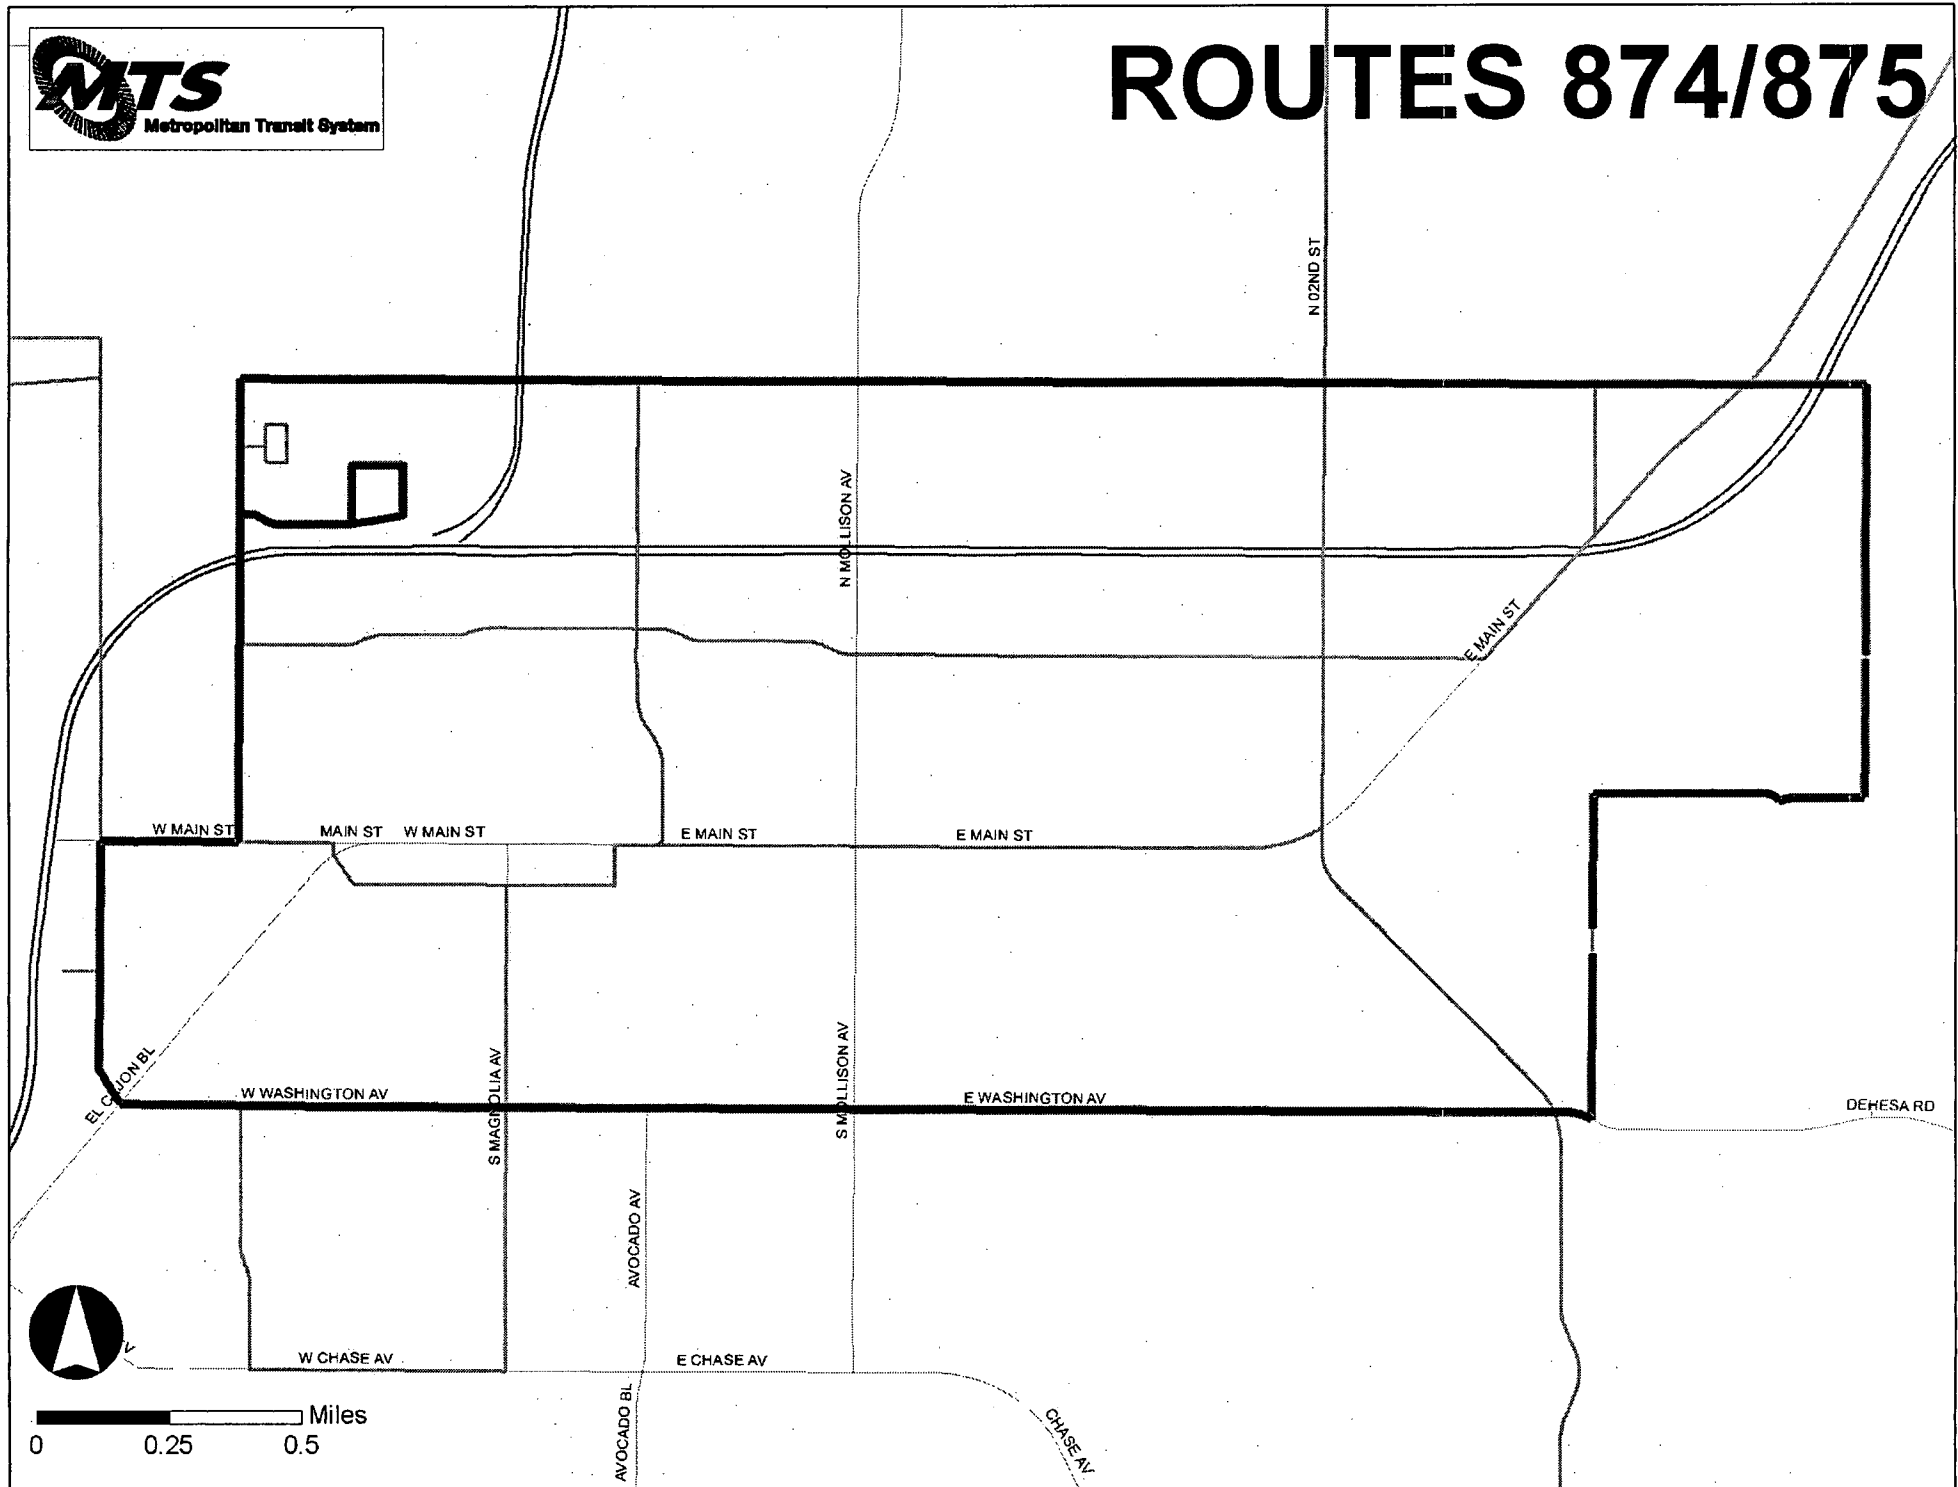 MTS
Metropolitan Transit System
ROUTES 874/875
N 02ND ST
N MOLLISON AV
E MAIN ST
W MAIN ST
MAIN ST
W MAIN ST
E MAIN ST
E MAIN ST
EL CAJON BL
W WASHINGTON AV
S MAGNOLIA AV
S MOLLISON AV
E WASHINGTON AV
DEHESA RD
AVOCADO AV
W CHASE AV
E CHASE AV
AVOCADO BL
CHASE AV
Miles
0 0.25 0.5